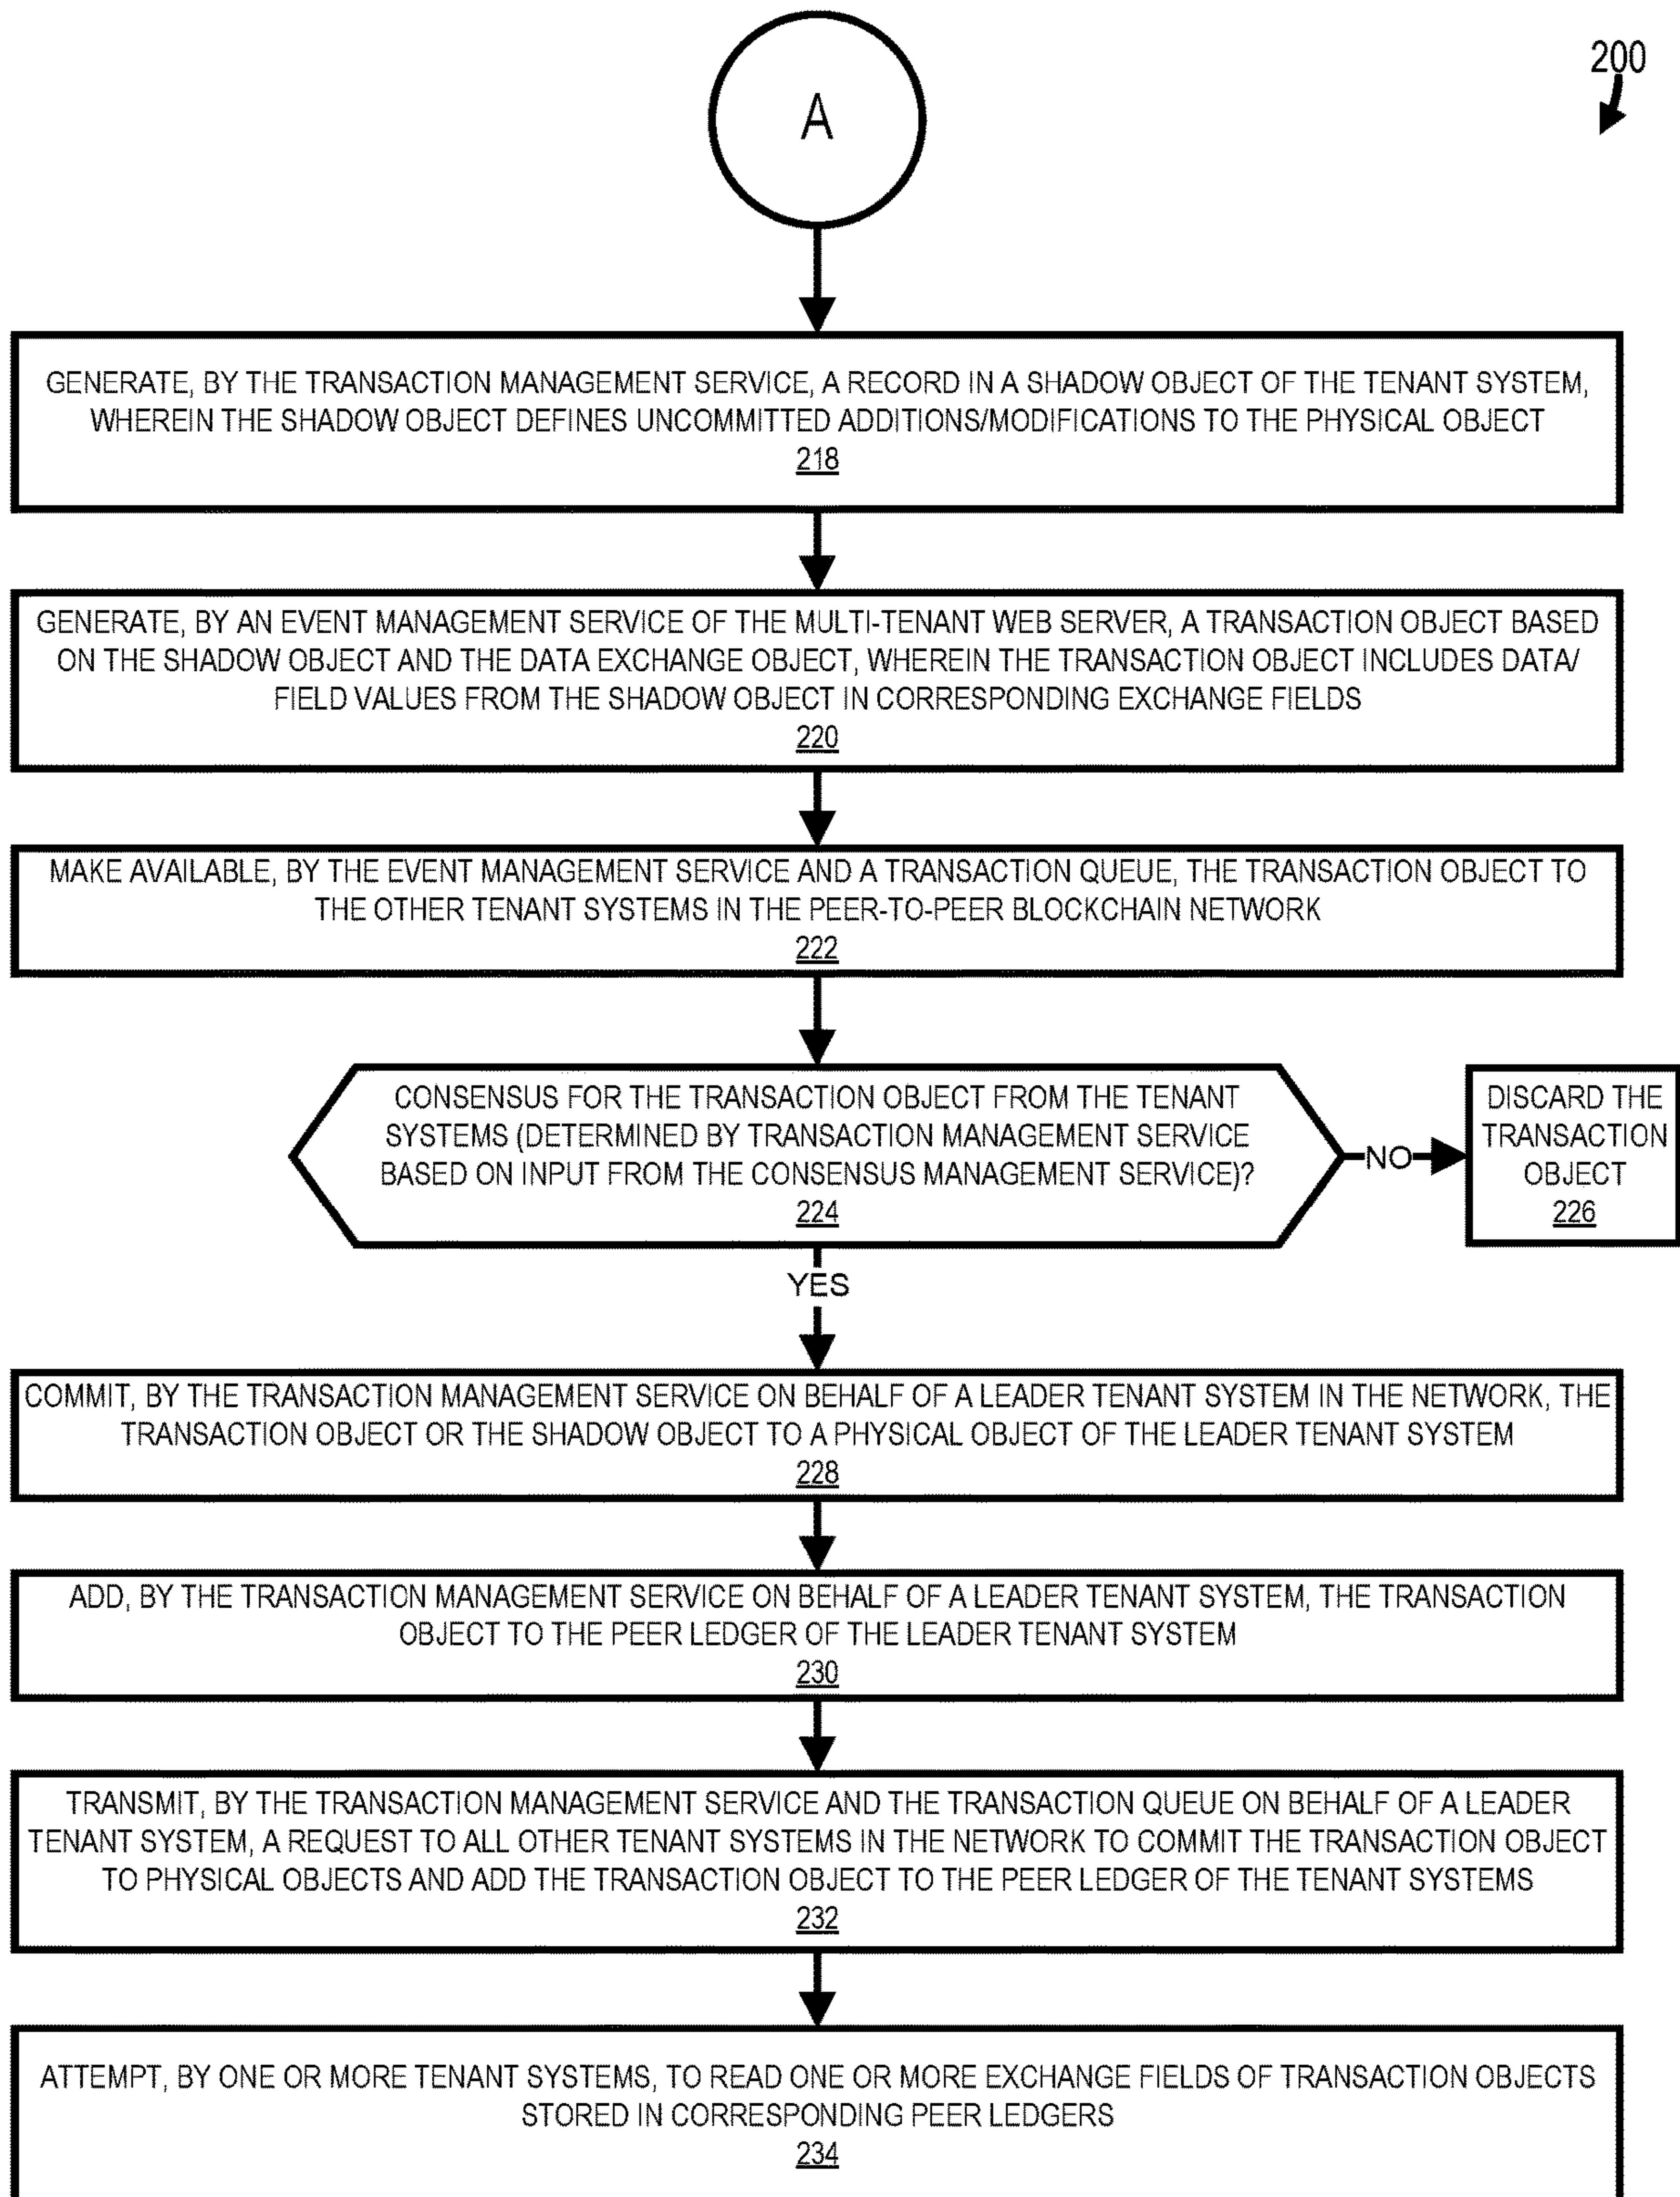 A
200
GENERATE, BY THE TRANSACTION MANAGEMENT SERVICE, A RECORD IN A SHADOW OBJECT OF THE TENANT SYSTEM,
WHEREIN THE SHADOW OBJECT DEFINES UNCOMMITTED ADDITIONS/MODIFICATIONS TO THE PHYSICAL OBJECT
218
GENERATE, BY AN EVENT MANAGEMENT SERVICE OF THE MULTI-TENANT WEB SERVER, A TRANSACTION OBJECT BASED
ON THE SHADOW OBJECT AND THE DATA EXCHANGE OBJECT, WHEREIN THE TRANSACTION OBJECT INCLUDES DATA/
FIELD VALUES FROM THE SHADOW OBJECT IN CORRESPONDING EXCHANGE FIELDS
220
MAKE AVAILABLE, BY THE EVENT MANAGEMENT SERVICE AND A TRANSACTION QUEUE, THE TRANSACTION OBJECT TO
THE OTHER TENANT SYSTEMS IN THE PEER-TO-PEER BLOCKCHAIN NETWORK
222
CONSENSUS FOR THE TRANSACTION OBJECT FROM THE TENANT
SYSTEMS (DETERMINED BY TRANSACTION MANAGEMENT SERVICE
BASED ON INPUT FROM THE CONSENSUS MANAGEMENT SERVICE)?
224
NO
DISCARD THE
TRANSACTION
OBJECT
226
YES
COMMIT, BY THE TRANSACTION MANAGEMENT SERVICE ON BEHALF OF A LEADER TENANT SYSTEM IN THE NETWORK, THE
TRANSACTION OBJECT OR THE SHADOW OBJECT TO A PHYSICAL OBJECT OF THE LEADER TENANT SYSTEM
228
ADD, BY THE TRANSACTION MANAGEMENT SERVICE ON BEHALF OF A LEADER TENANT SYSTEM, THE TRANSACTION
OBJECT TO THE PEER LEDGER OF THE LEADER TENANT SYSTEM
230
TRANSMIT, BY THE TRANSACTION MANAGEMENT SERVICE AND THE TRANSACTION QUEUE ON BEHALF OF A LEADER
TENANT SYSTEM, A REQUEST TO ALL OTHER TENANT SYSTEMS IN THE NETWORK TO COMMIT THE TRANSACTION OBJECT
TO PHYSICAL OBJECTS AND ADD THE TRANSACTION OBJECT TO THE PEER LEDGER OF THE TENANT SYSTEMS
232
ATTEMPT, BY ONE OR MORE TENANT SYSTEMS, TO READ ONE OR MORE EXCHANGE FIELDS OF TRANSACTION OBJECTS
STORED IN CORRESPONDING PEER LEDGERS
234